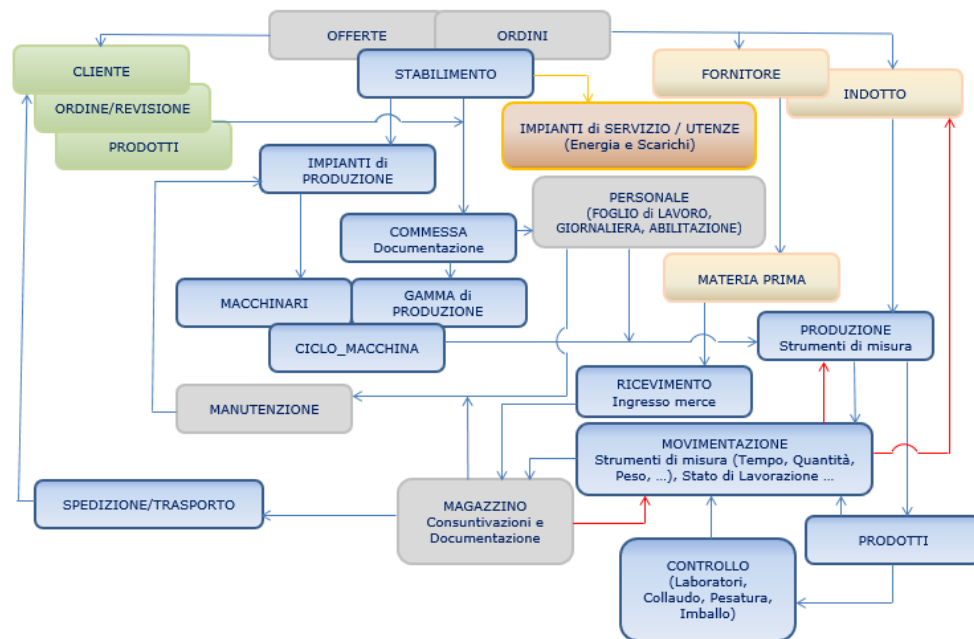 OFFERTE
ORDINI
CLIENTE
STABILIMENTO
FORNITORE
INDOTTO
ORDINE/REVISIONE
PRODOTTI
IMPIANTI di SERVIZIO / UTENZE
(Energia e Scarichi)
IMPIANTI di
PRODUZIONE
PERSONALE
(FOGLIO di LAVORO,
GIORNALIERA, ABILITAZIONE)
COMMESSA
Documentazione
MATERIA PRIMA
MACCHINARI
GAMMA di
PRODUZIONE
CICLO_MACCHINA
PRODUZIONE
Strumenti di misura
RICEVIMENTO
Ingresso merce
MANUTENZIONE
MOVIMENTAZIONE
Strumenti di misura (Tempo, Quantità,
Peso, ...), Stato di Lavorazione ...
SPEDIZIONE/TRASPORTO
MAGAZZINO
Consuntivazioni e
Documentazione
PRODOTTI
CONTROLLO
(Laboratori,
Collaudo, Pesatura,
Imballo)